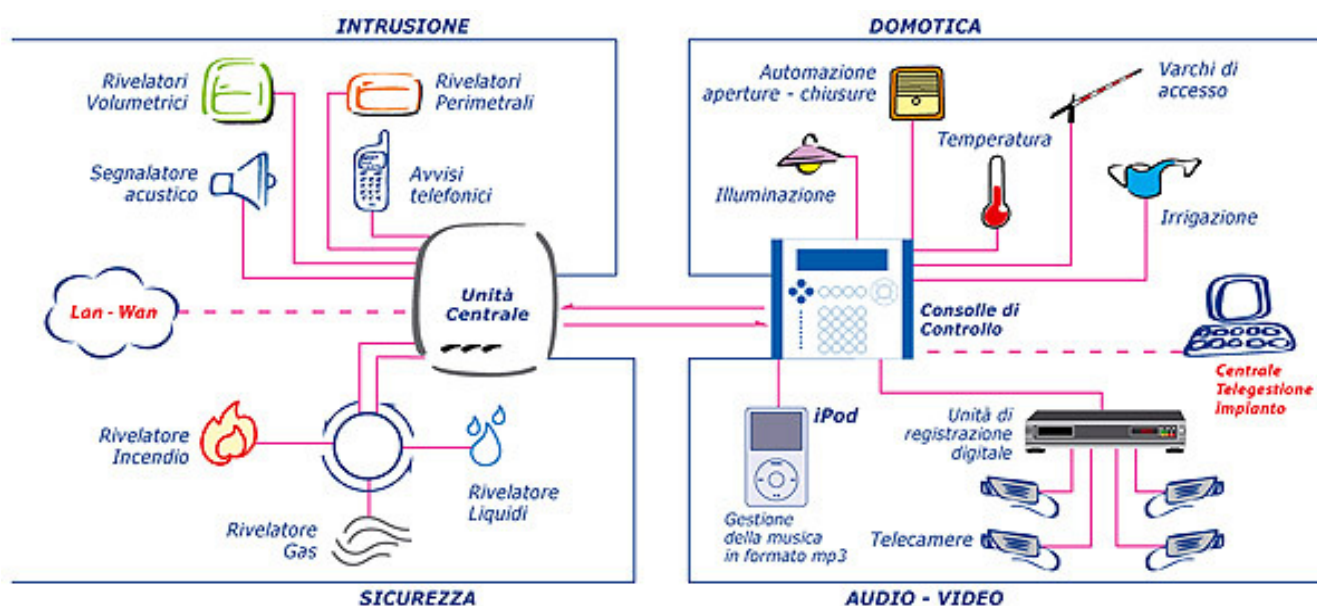 INTRUSIONE
DOMOTICA
Rivelatori
Volumetrici
Rivelatori
Perimetrali
Segnalatore
acustico
Avvisi
telefonici
Automazione
aperture - chiusure
Varchi di
accesso
Temperatura
Illuminazione
Irrigazione
Lan - Wan
Unità
Centrale
Consolle di
Controllo
Centrale
Telegestione
impianto
Rivelatore
Incendio
Rivelatore
Liquidi
Rivelatore
Gas
iPod
Gestione
della musica
in formato mp3
Unità di
registrazione
digitale
Telecamere
SICUREZZA
AUDIO - VIDEO